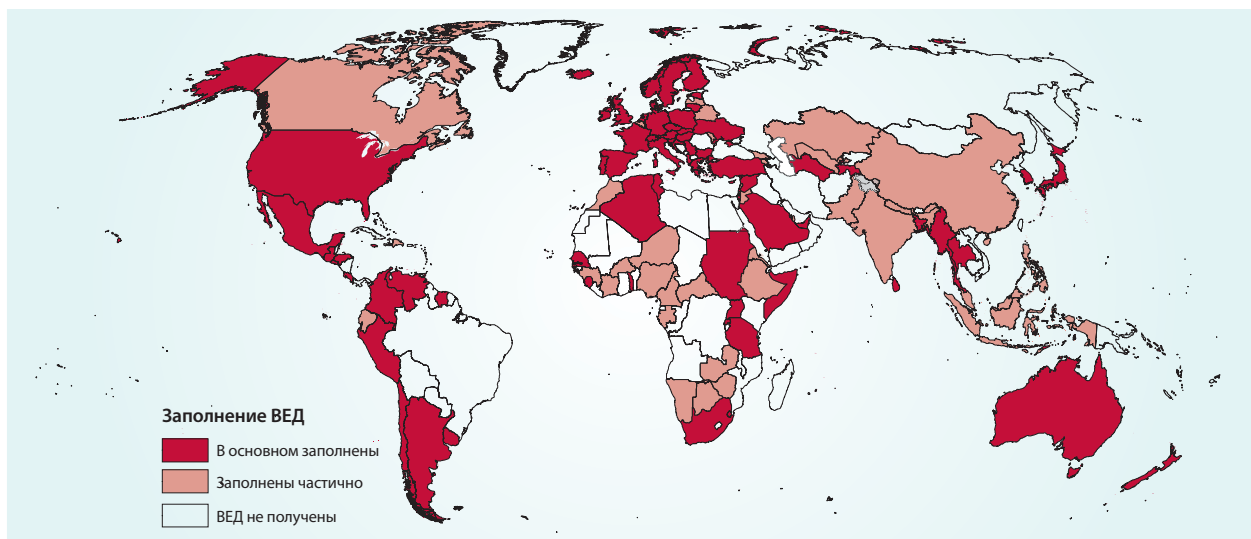 Заполнение ВЕД
В основном заполнены
Заполнены частично
ВЕД не получены